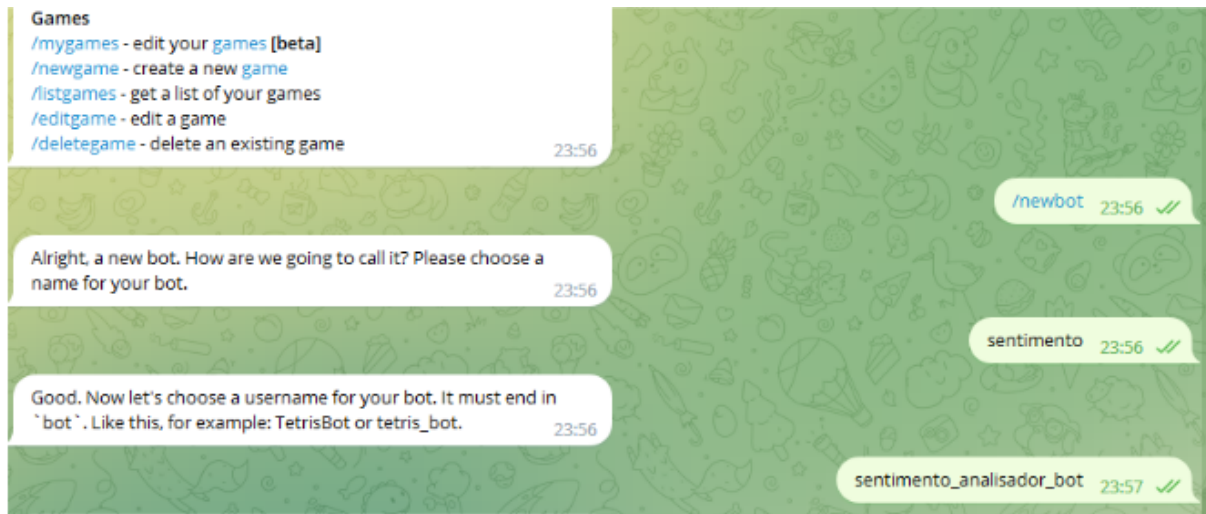 Games
/mygames - edit your games [beta]
/newgame - create a new game
/listgames - get a list of your games
/editgame - edit a game
/deletegame - delete an existing game
23:56
/newbot 23:56
Alright, a new bot. How are we going to call it? Please choose a
name for your bot.
23:56
sentimento 23:56
Good. Now let's choose a username for your bot. It must end in
`bot`. Like this, for example: TetrisBot or tetris_bot.
23:56
sentimento_analisador_bot 23:57